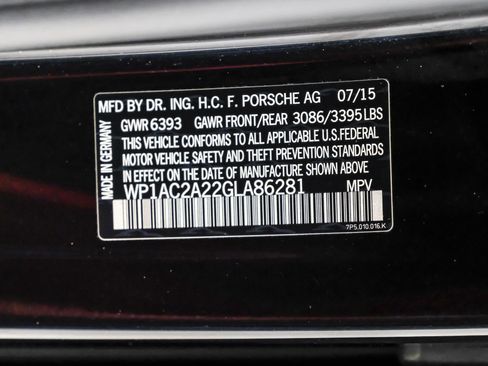 MFD BY DR. ING. H.C. F. PORSCHE AG 07/15
GVWR 6393 GAWR FRONT/REAR 3086/3395 LBS
THIS VEHICLE CONFORMS TO ALL APPLICABLE U.S.FEDERAL
MOTOR VEHICLE SAFETY AND THEFT PREVENTION STANDARDS
IN EFFECT ON THE DATE OF MANUFACTURE SHOWN ABOVE
WP1AC2A22GLA86281 MPV
7P5.010.016.K
MADE IN GERMANY